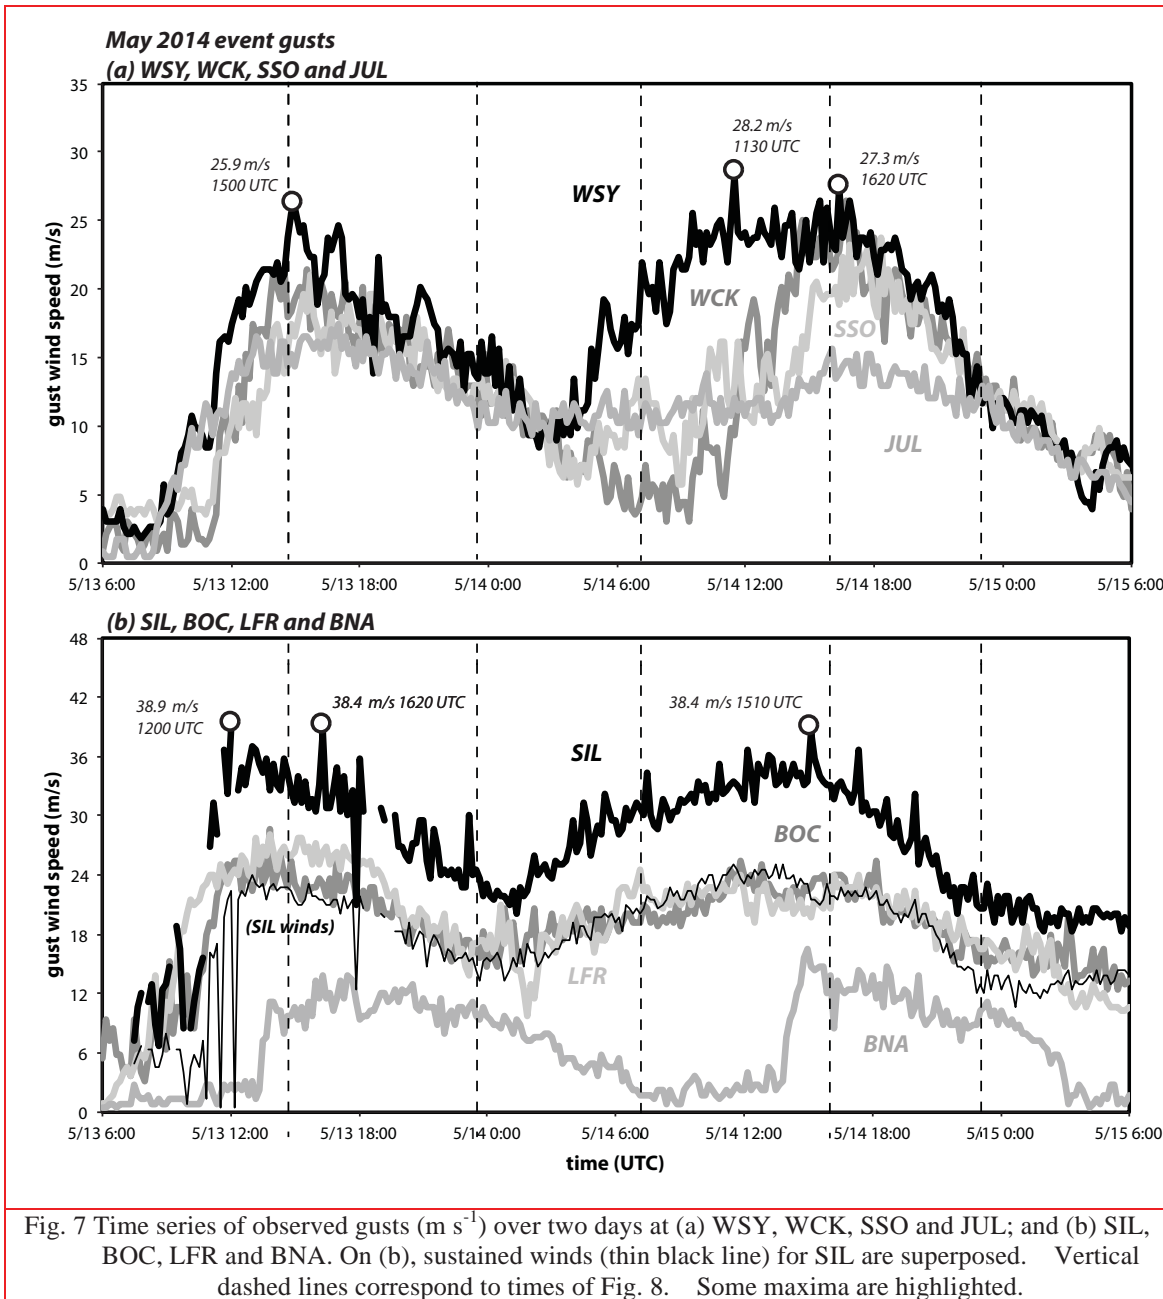 May 2014 event gusts
(a) WSY, WCK, SSO and JUL
35
30
25
20
15
10
5
0
gust wind speed (m/s)
25.9 m/s
1500 UTC
28.2 m/s
1130 UTC
27.3 m/s
1620 UTC
WSY
WCK
SSO
JUL
5/13 6:00 5/13 12:00 5/13 18:00 5/14 0:00 5/14 6:00 5/14 12:00 5/14 18:00 5/15 0:00 5/15 6:00
(b) SIL, BOC, LFR and BNA
48
42
36
30
24
18
12
6
0
gust wind speed (m/s)
38.9 m/s
1200 UTC
38.4 m/s 1620 UTC
38.4 m/s 1510 UTC
SIL
BOC
(SIL winds)
LFR
BNA
5/13 6:00 5/13 12:00 5/13 18:00 5/14 0:00 5/14 6:00 5/14 12:00 5/14 18:00 5/15 0:00 5/15 6:00
time (UTC)
Fig. 7 Time series of observed gusts (m s-1) over two days at (a) WSY, WCK, SSO and JUL; and (b) SIL,
BOC, LFR and BNA. On (b), sustained winds (thin black line) for SIL are superposed. Vertical
dashed lines correspond to times of Fig. 8. Some maxima are highlighted.